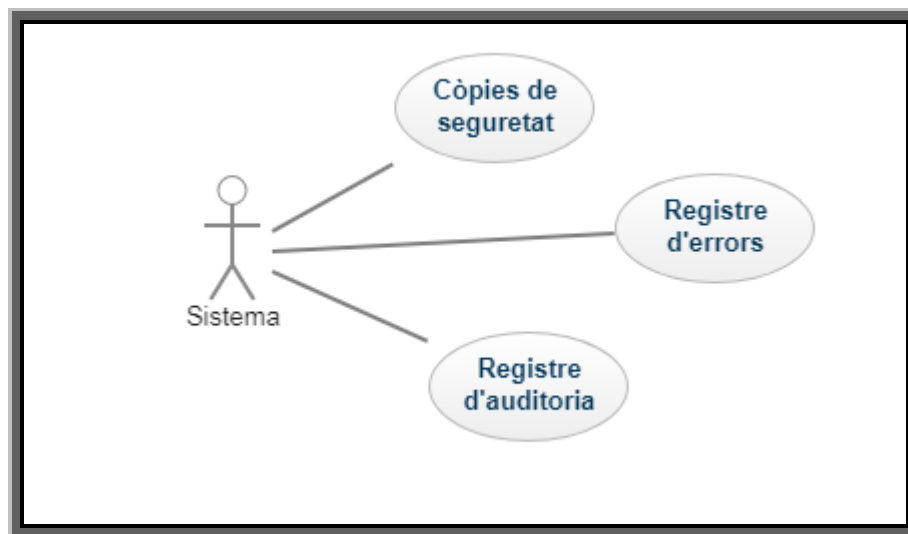 Còpies de
seguretat
Registre
d'errors
Sistema
Registre
d'auditoria